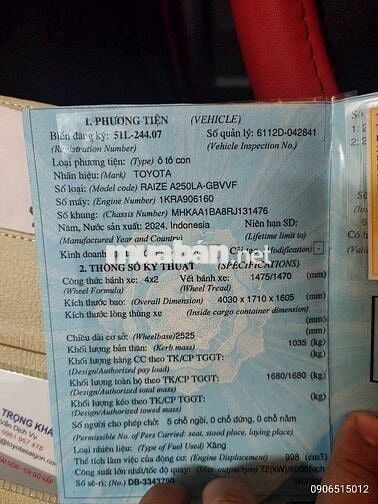 1. PHƯƠNG TIỆN (VEHICLE)
Biển đăng ký: 51L-244.07 Số quản lý: 6112D-042841
(Registration Number) (Vehicle Inspection No.)
Loại phương tiện: (Type) ô tô con
Nhãn hiệu: (Mark) TOYOTA
Số loại: (Model code) RAIZE A250LA-GBVVF
Số máy: (Engine Number) 1KRA906160
Số khung: (Chassis Number) MHKAA1BA8RJ131476
Năm, Nước sản xuất: 2024, Indonesia Niên hạn SD:
(Manufactured Year and Country) (Lifetime limit to)
Kinh doanh Cải tạo (Modification) -
muaban.net
2. THÔNG SỐ KỸ THUẬT (SPECIFICATIONS)
Công thức bánh xe: 4x2 Vết bánh xe: 1475/1470 (mm)
(Wheel Formula) (Wheel Tread)
Kích thước bao: (Overall Dimension) 4030 x 1710 x 1605 (mm)
Kích thước lòng thùng xe (Inside cargo container dimension)
(mm)
Chiều dài cơ sở: (Wheelbase) 2525 (mm)
Khối lượng bản thân: (Kerb mass) 1035 (kg)
Khối lượng hàng CC theo TK/CP TGGT: (kg)
(Design/Authorized pay load)
Khối lượng toàn bộ theo TK/CP TGGT: 1680/1680 (kg)
(Design/Authorized total mass)
Khối lượng kéo theo TK/CP TGGT: (kg)
(Design/Authorized towed mass)
Số người cho phép chở: 5 chỗ ngồi, 0 chỗ đứng, 0 chỗ nằm
(Permissible No. of Pers Carried: seat, stood place, laying place)
Loại nhiên liệu: (Type of Fuel Used) Xăng
Thể tích làm việc của động cơ: (Engine Displacement) 998 (cm3)
Công suất lớn nhất/tốc độ quay: (Max. output/rpm) 72(kW)/6000vph
Số sê-ri: (No.) DB-3343790
TRỌNG KHA
Vấn Dịch Vụ
0906515012